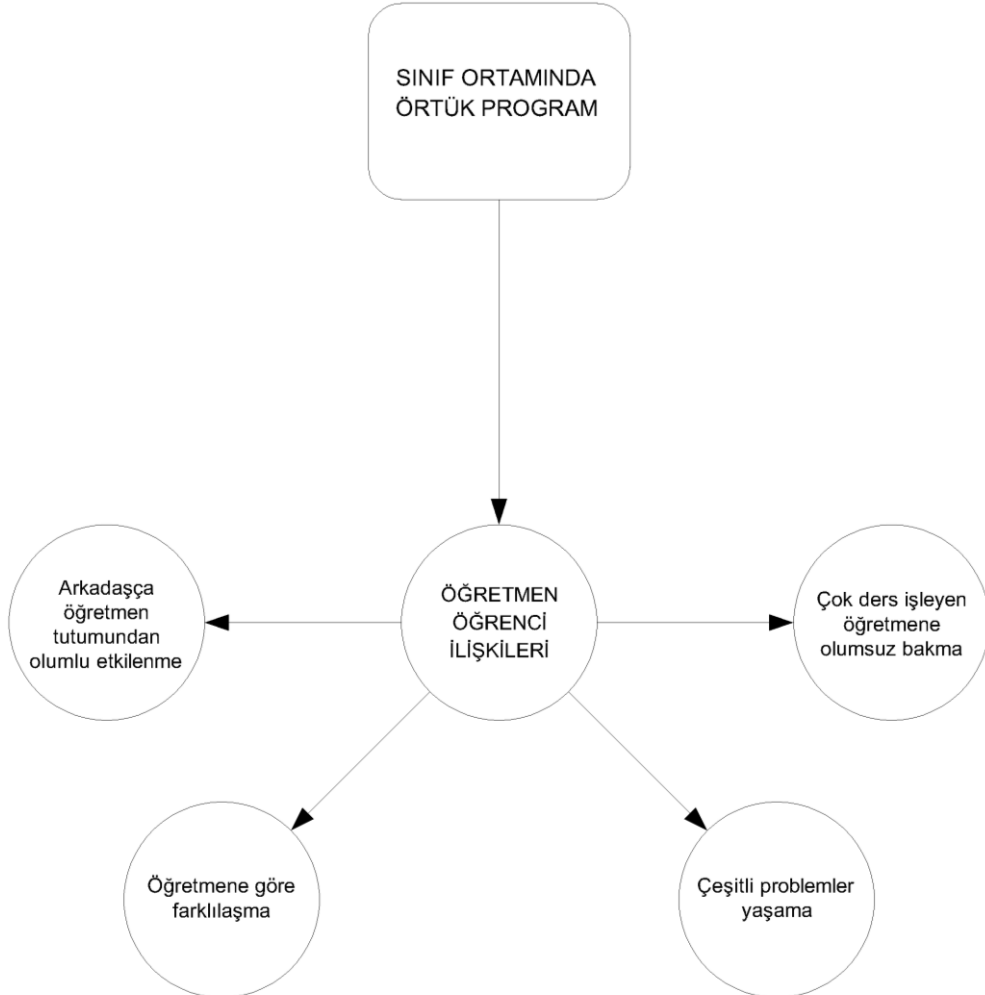 SINIF ORTAMINDA
ÖRTÜK PROGRAM
Arkadaşça
öğretmen
tutumundan
olumlu etkilenme
ÖĞRETMEN
ÖĞRENCİ
İLİŞKİLERİ
Çok ders işleyen
öğretmene
olumsuz bakma
Öğretmene göre
farklılaşma
Çeşitli problemler
yaşama